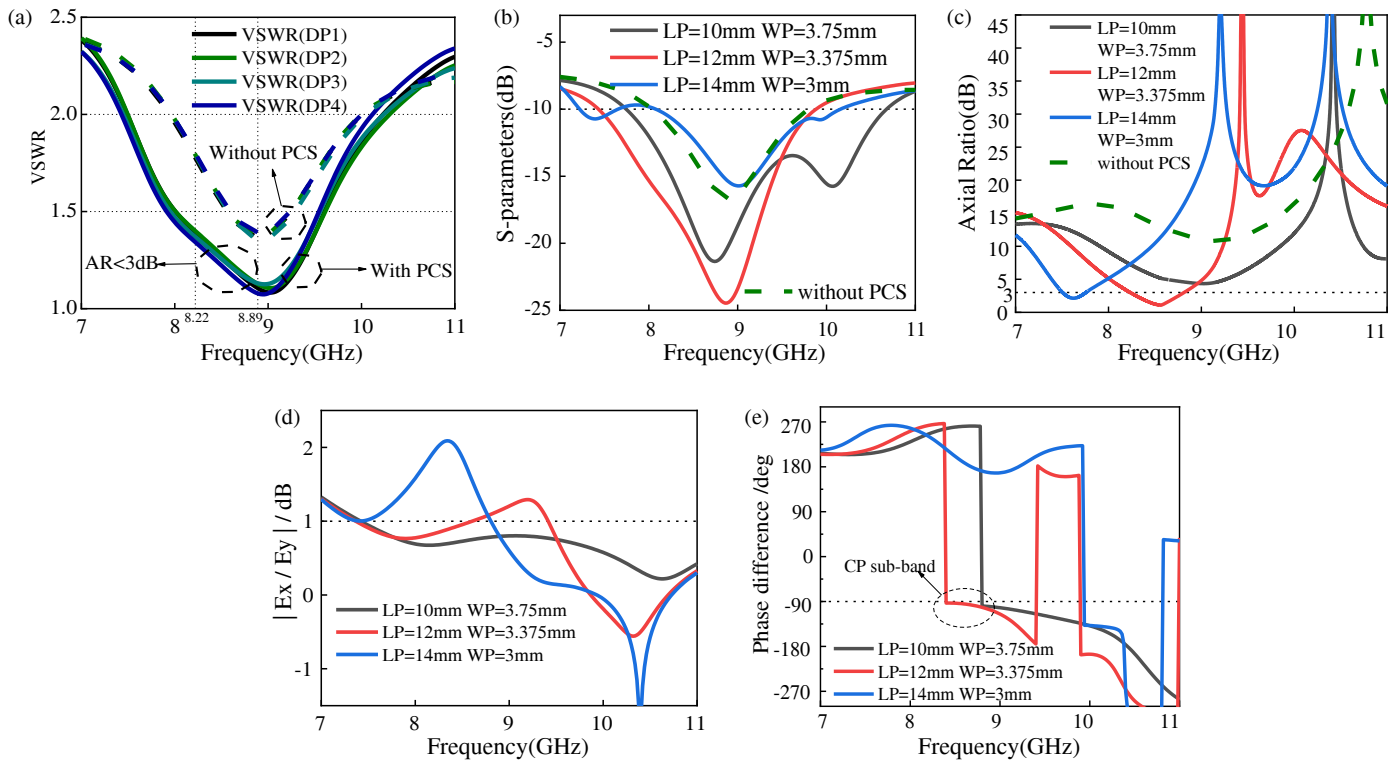 (a)
2.5
2.0
1.5
1.0
VSWR
VSWR(DP1)
VSWR(DP2)
VSWR(DP3)
VSWR(DP4)
Without PCS
AR<3dB
With PCS
7
8
8.22
8.89
9
10
11
Frequency(GHz)
(b)
-5
-10
-15
-20
-25
S-parameters(dB)
LP=10mm WP=3.75mm
LP=12mm WP=3.375mm
LP=14mm WP=3mm
without PCS
7
8
9
10
11
Frequency(GHz)
(c)
45
40
35
30
25
20
15
10
5
3
0
Axial Ratio(dB)
LP=10mm
WP=3.75mm
LP=12mm
WP=3.375mm
LP=14mm
WP=3mm
without PCS
7
8
9
10
11
Frequency(GHz)
(d)
2
1
0
-1
| Ex / Ey | / dB
LP=10mm WP=3.75mm
LP=12mm WP=3.375mm
LP=14mm WP=3mm
7
8
9
10
11
Frequency(GHz)
(e)
270
180
90
0
-90
-180
-270
Phase difference /deg
CP sub-band
LP=10mm WP=3.75mm
LP=12mm WP=3.375mm
LP=14mm WP=3mm
7
8
9
10
11
Frequency(GHz)